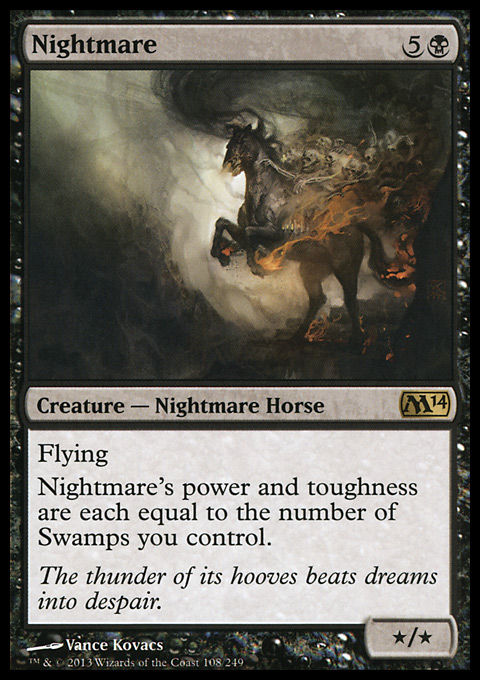 Nightmare 5
Creature — Nightmare Horse M14
Flying
Nightmare's power and toughness
are each equal to the number of
Swamps you control.
The thunder of its hooves beats dreams
into despair.
★/★
Vance Kovacs
™ & © 2013 Wizards of the Coast 108/249